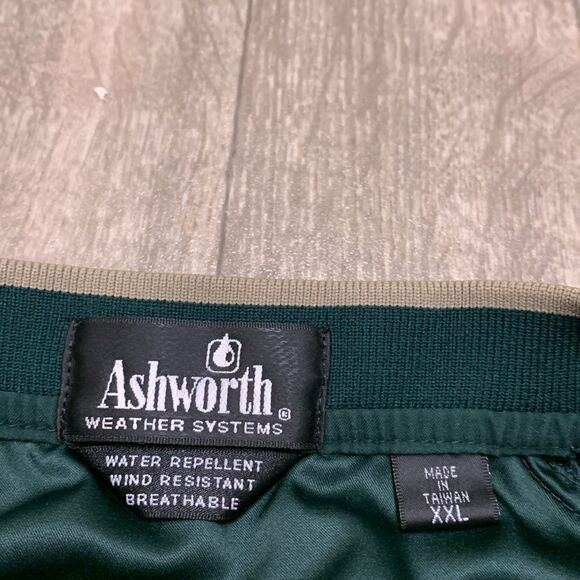 Ashworth®
WEATHER SYSTEMS
WATER REPELLENT
WIND RESISTANT
BREATHABLE
MADE
IN
TAIWAN
XXL